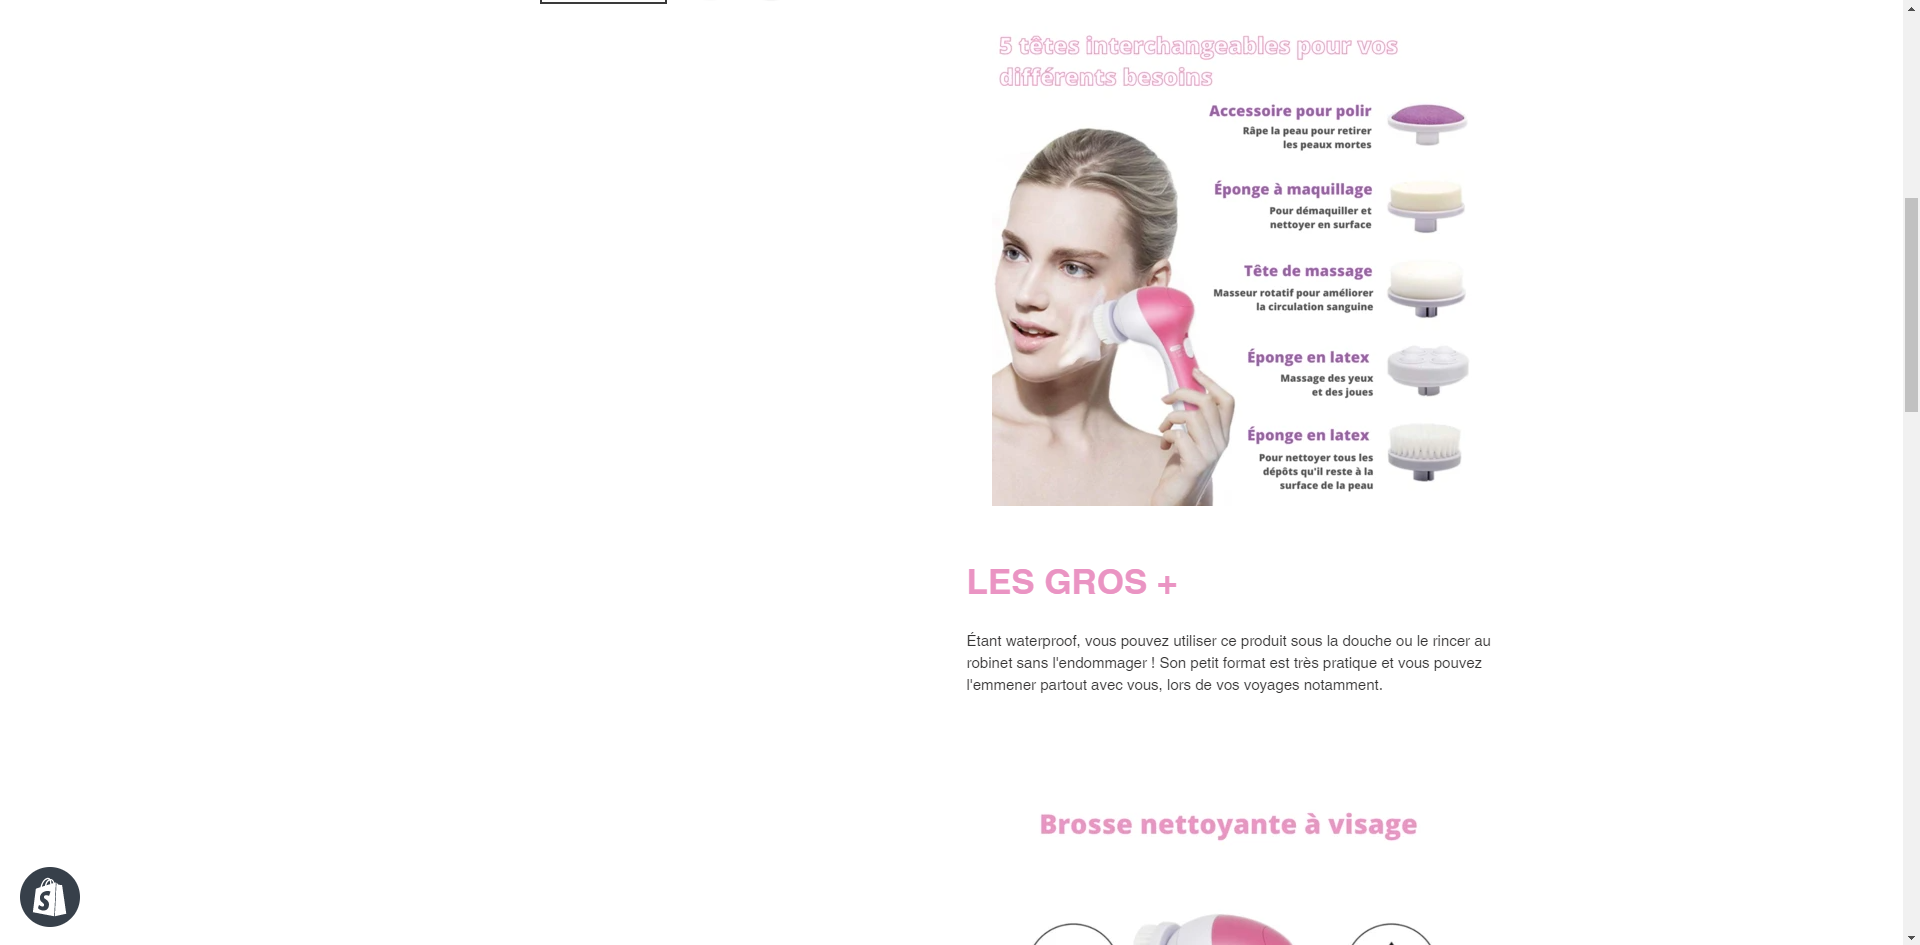 5 têtes interchangeables pour vos
différents besoins
Accessoire pour polir
Râpe la peau pour retirer
les peaux mortes
Éponge à maquillage
Pour démaquiller et
nettoyer en surface
Tête de massage
Masseur rotatif pour améliorer
la circulation sanguine
Éponge en latex
Massage des yeux
et des joues
Éponge en latex
Pour nettoyer tous les
dépôts qu'il reste à la
surface de la peau
LES GROS +
Étant waterproof, vous pouvez utiliser ce produit sous la douche ou le rincer au
robinet sans l'endommager ! Son petit format est très pratique et vous pouvez
l'emmener partout avec vous, lors de vos voyages notamment.
Brosse nettoyante à visage